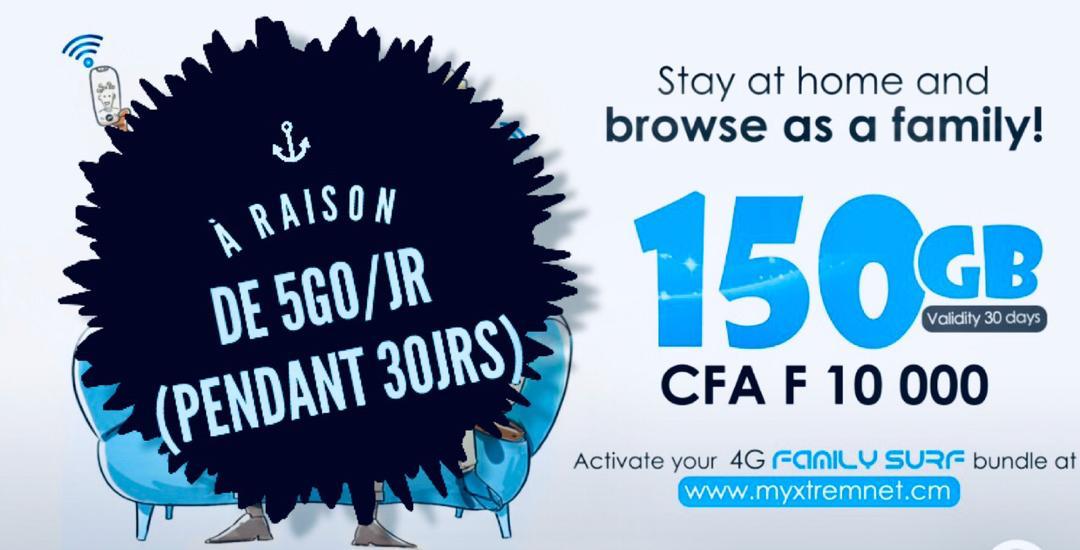 À RAISON
DE 5GO/JR
(PENDANT 30JRS)
Stay at home and
browse as a family!
150GB
Validity 30 days
CFA F 10 000
Activate your 4G FAMILY SURF bundle at
www.myxtremnet.cm